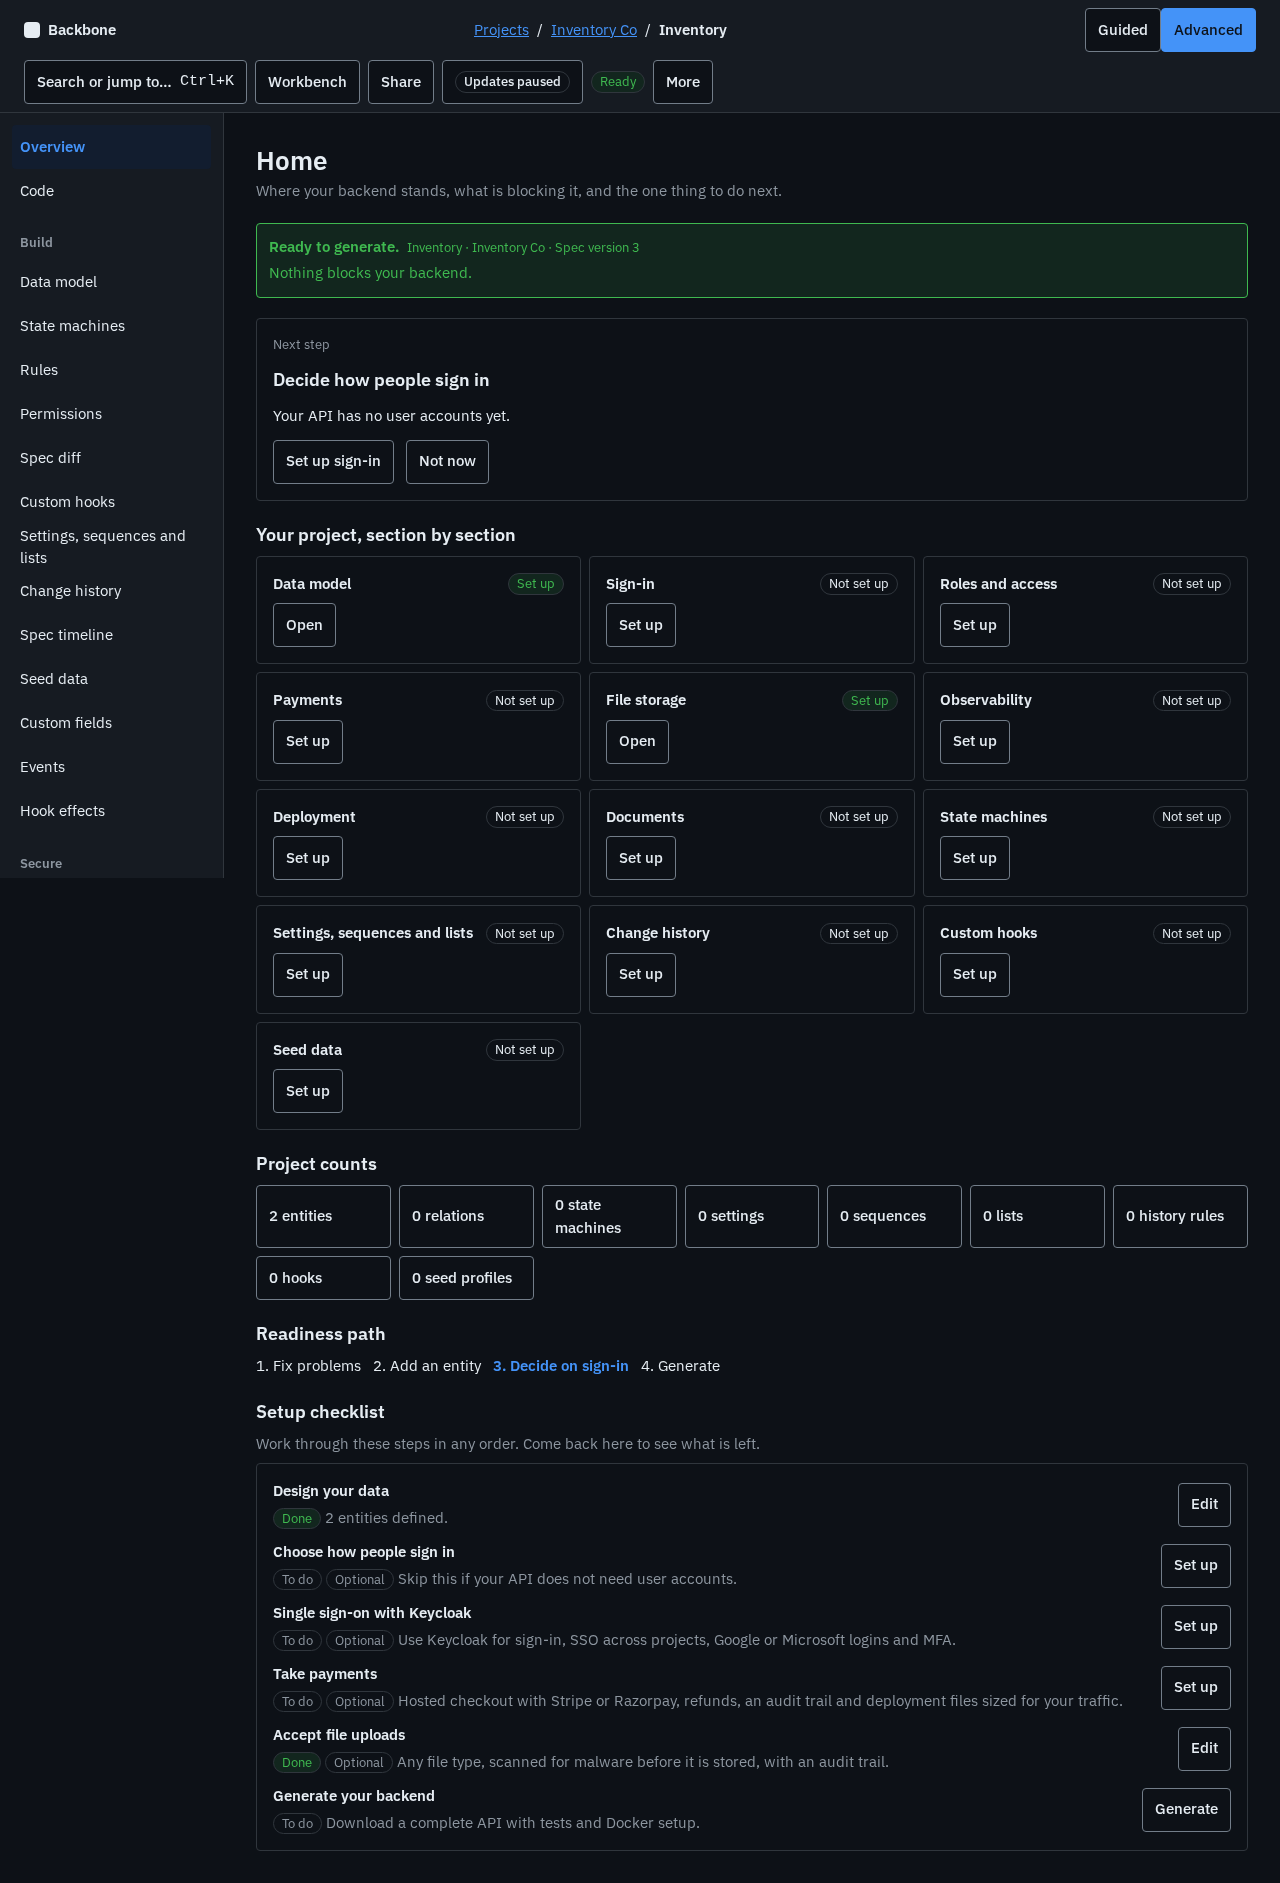 Backbone
Projects / Inventory Co / Inventory
Guided
Advanced
Search or jump to... Ctrl+K
Workbench
Share
Updates paused
Ready
More
Overview
Code
Build
Data model
State machines
Rules
Permissions
Spec diff
Custom hooks
Settings, sequences and
lists
Change history
Spec timeline
Seed data
Custom fields
Events
Hook effects
Secure
Home
Where your backend stands, what is blocking it, and the one thing to do next.
Ready to generate. Inventory · Inventory Co · Spec version 3
Nothing blocks your backend.
Next step
Decide how people sign in
Your API has no user accounts yet.
Set up sign-in
Not now
Your project, section by section
Data model
Set up
Open
Sign-in
Not set up
Set up
Roles and access
Not set up
Set up
Payments
Not set up
Set up
File storage
Set up
Open
Observability
Not set up
Set up
Deployment
Not set up
Set up
Documents
Not set up
Set up
State machines
Not set up
Set up
Settings, sequences and lists
Not set up
Set up
Change history
Not set up
Set up
Custom hooks
Not set up
Set up
Seed data
Not set up
Set up
Project counts
2 entities
0 relations
0 state
machines
0 settings
0 sequences
0 lists
0 history rules
0 hooks
0 seed profiles
Readiness path
1. Fix problems 2. Add an entity 3. Decide on sign-in 4. Generate
Setup checklist
Work through these steps in any order. Come back here to see what is left.
Design your data
Done 2 entities defined.
Edit
Choose how people sign in
To do Optional Skip this if your API does not need user accounts.
Set up
Single sign-on with Keycloak
To do Optional Use Keycloak for sign-in, SSO across projects, Google or Microsoft logins and MFA.
Set up
Take payments
To do Optional Hosted checkout with Stripe or Razorpay, refunds, an audit trail and deployment files sized for your traffic.
Set up
Accept file uploads
Done Optional Any file type, scanned for malware before it is stored, with an audit trail.
Edit
Generate your backend
To do Download a complete API with tests and Docker setup.
Generate